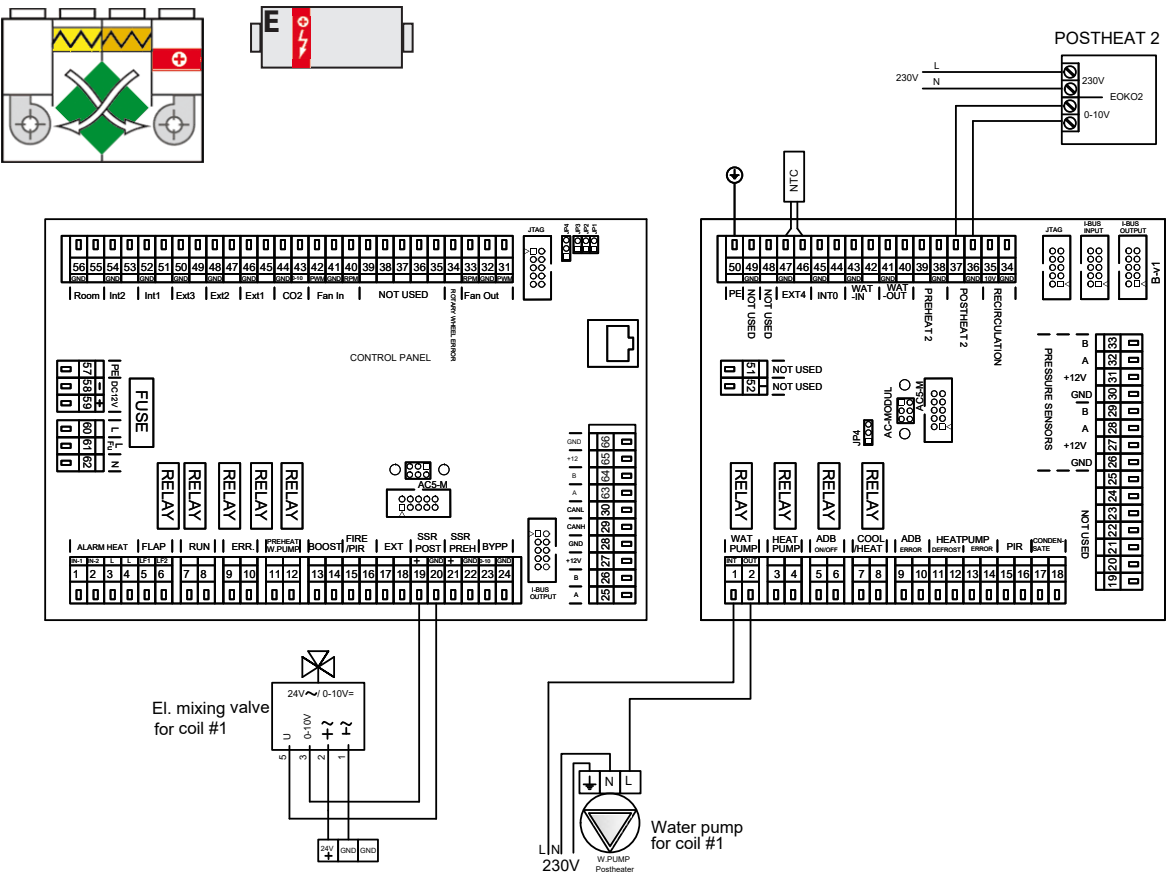 E
POSTHEAT 2
230V
L
N
230V
EOKO2
0-10V
NTC
JTAG
JP4 JP3 JP2 JP1
56 55 54 53 52 51 50 49 48 47 46 45 44 43 42 41 40 39 38 37 36 35 34 33 32 31
GND GND GND GND GND GND GND 0-10 PWM GND RPM RPM GND PWM
Room Int2 Int1 Ext3 Ext2 Ext1 CO2 Fan In NOT USED ROTARY WHEEL ERROR Fan Out
CONTROL PANEL
57 58 59
PE DC12V - +
60 61 62
L L N
Fu
FUSE
RELAY RELAY RELAY RELAY RELAY
AC5-M
I-BUS
OUTPUT
GND 66
+12 65
B 64
A 63
CANL 30
CANH 29
GND 28
+12V 27
B 26
A 25
ALARM HEAT FLAP RUN ERR. PREHEAT W.PUMP BOOST FIRE /PIR EXT SSR POST SSR PREH BYPP
IN-1 IN-2 L L LF1 LF2 + GND + GND 0-10 GND
1 2 3 4 5 6 7 8 9 10 11 12 13 14 15 16 17 18 19 20 21 22 23 24
50 49 48 47 46 45 44 43 42 41 40 39 38 37 36 35 34
GND GND GND GND GND 10V GND
PE NOT USED NOT USED EXT4 INT0 WAT -IN WAT -OUT PREHEAT 2 POSTHEAT 2 RECIRCULATION
JTAG
I-BUS
INPUT
I-BUS
OUTPUT
BA-1
51 NOT USED
52 NOT USED
AC-MODUL
AC5-M
JP4
PRESSURE SENSORS
B 33
A 32
+12V 31
GND 30
B 29
A 28
+12V 27
GND 26
25
24
23
22
21
20
19
NOT USED
RELAY RELAY RELAY RELAY
WAT PUMP HEAT PUMP ADB ON/OFF COOL /HEAT ADB ERROR HEATPUMP DEFROST ERROR PIR CONDEN- SATE
INT OUT
1 2 3 4 5 6 7 8 9 10 11 12 13 14 15 16 17 18
El. mixing valve
for coil #1
24V~/ 0-10V=
U 0-10V ~ + ~
5 3 2 1
24V + GND GND
N L
L N
230V
W.PUMP
Postheater
Water pump
for coil #1